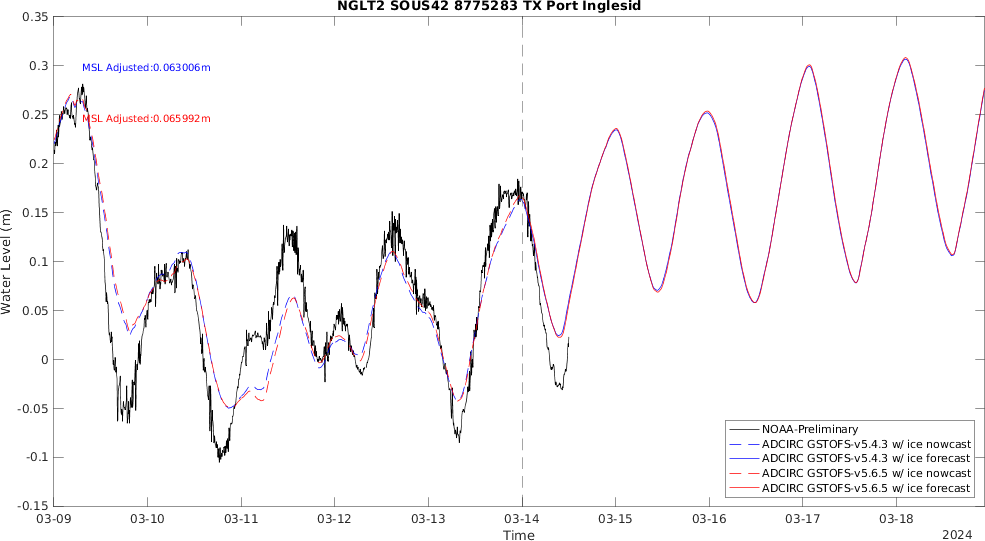 NGLT2 SOUS42 8775283 TX Port Inglesid
0.35
0.3
0.25
0.2
0.15
0.1
0.05
0
-0.05
-0.1
-0.15
Water Level (m)
MSL Adjusted:0.063006m
MSL Adjusted:0.065992m
NOAA-Preliminary
ADCIRC GSTOFS-v5.4.3 w/ ice nowcast
ADCIRC GSTOFS-v5.4.3 w/ ice forecast
ADCIRC GSTOFS-v5.6.5 w/ ice nowcast
ADCIRC GSTOFS-v5.6.5 w/ ice forecast
03-09 03-10 03-11 03-12 03-13 03-14 03-15 03-16 03-17 03-18
Time
2024